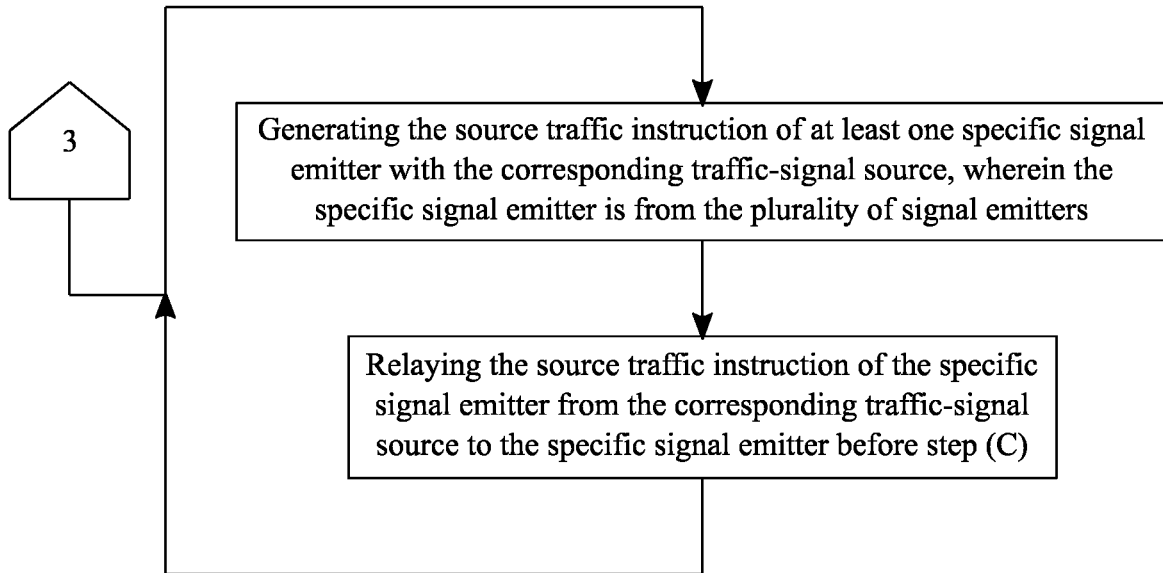 3
Generating the source traffic instruction of at least one specific signal
emitter with the corresponding traffic-signal source, wherein the
specific signal emitter is from the plurality of signal emitters
Relaying the source traffic instruction of the specific
signal emitter from the corresponding traffic-signal
source to the specific signal emitter before step (C)